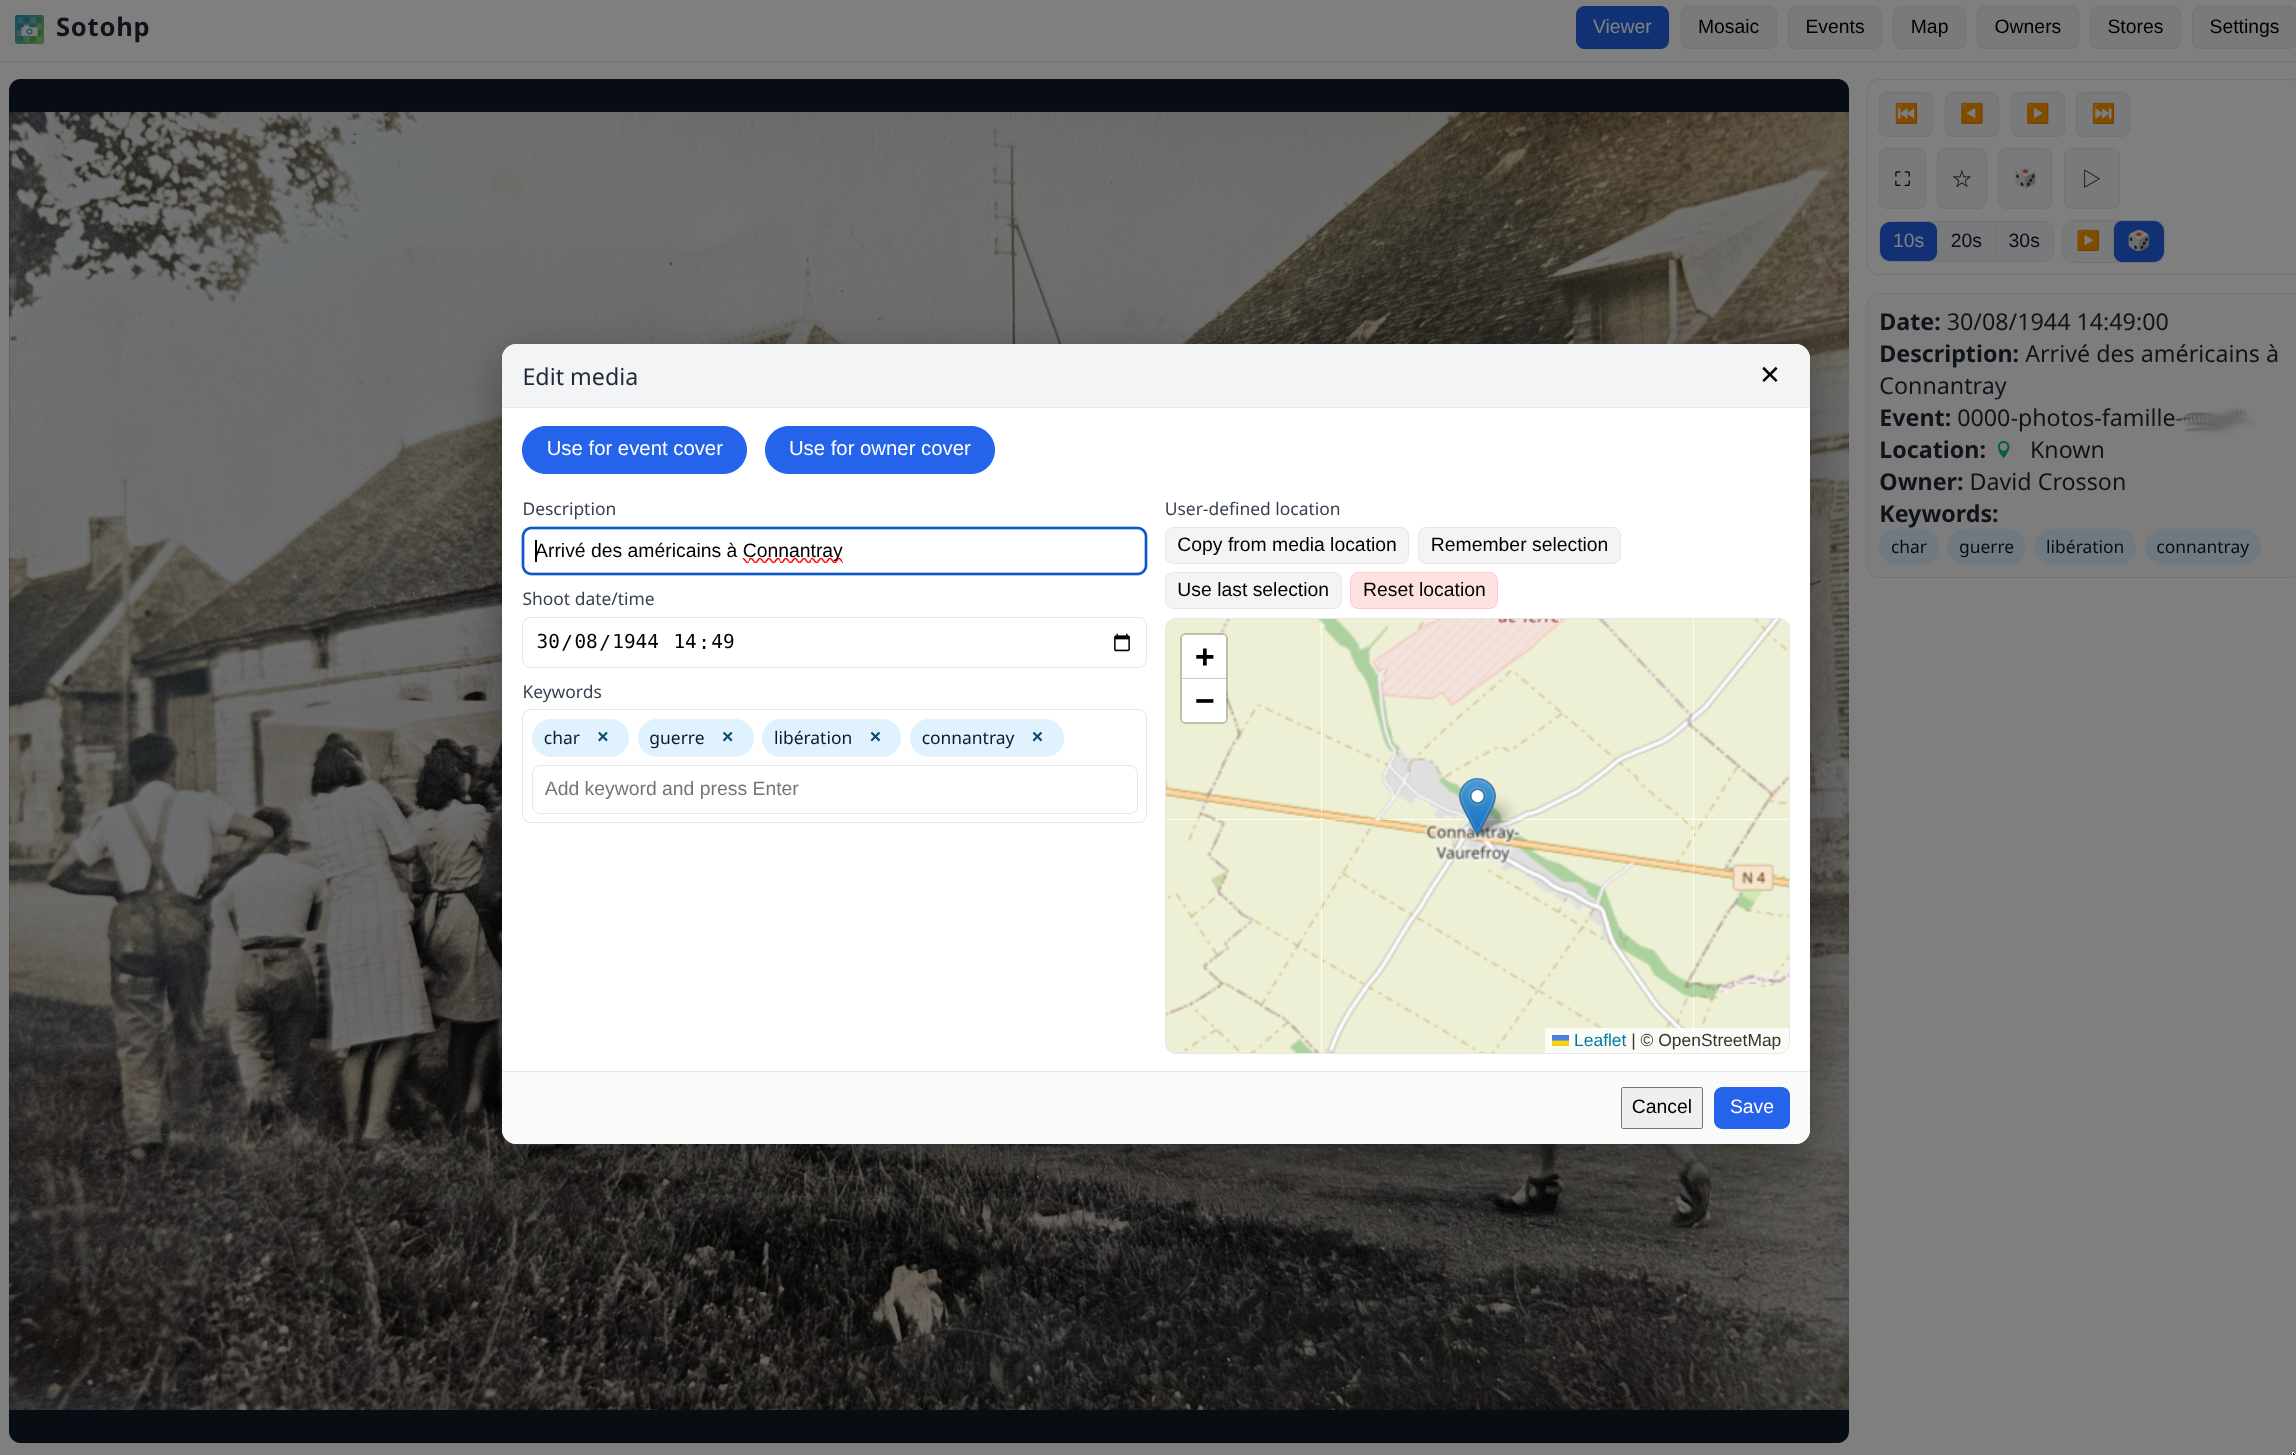 Sotohp
Viewer
Mosaic
Events
Map
Owners
Stores
Settings
10s
20s
30s
Date: 30/08/1944 14:49:00
Description: Arrivé des américains à
Connantray
Event: 0000-photos-famille-
Location: Known
Owner: David Crosson
Keywords:
char
guerre
libération
connantray
Edit media
Use for event cover
Use for owner cover
Description
Arrivé des américains à Connantray
Shoot date/time
30/08/1944 14:49
Keywords
char
guerre
libération
connantray
Add keyword and press Enter
User-defined location
Copy from media location
Remember selection
Use last selection
Reset location
+
−
de Terre
Connantray-
Vaurefroy
N 4
Leaflet | © OpenStreetMap
Cancel
Save